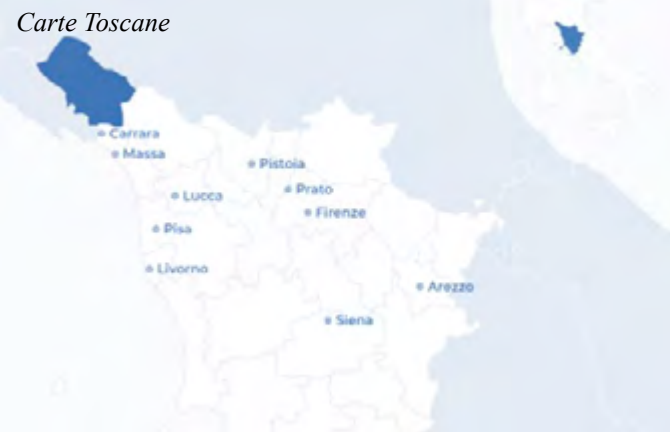 Carte Toscane
Carrara
Massa
Pistoia
Prato
Lucca
Firenze
Pisa
Livorno
Arezzo
Siena